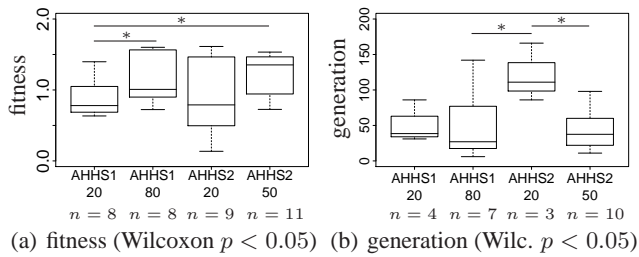 fitness
0.0 1.0 2.0
*
*
AHHS1 AHHS1 AHHS2 AHHS2
20 80 20 50
n = 8 n = 8 n = 9 n = 11
(a) fitness (Wilcoxon p < 0.05)
generation
0 50 100 150 200
* *
AHHS1 AHHS1 AHHS2 AHHS2
20 80 20 50
n = 4 n = 7 n = 3 n = 10
(b) generation (Wilc. p < 0.05)